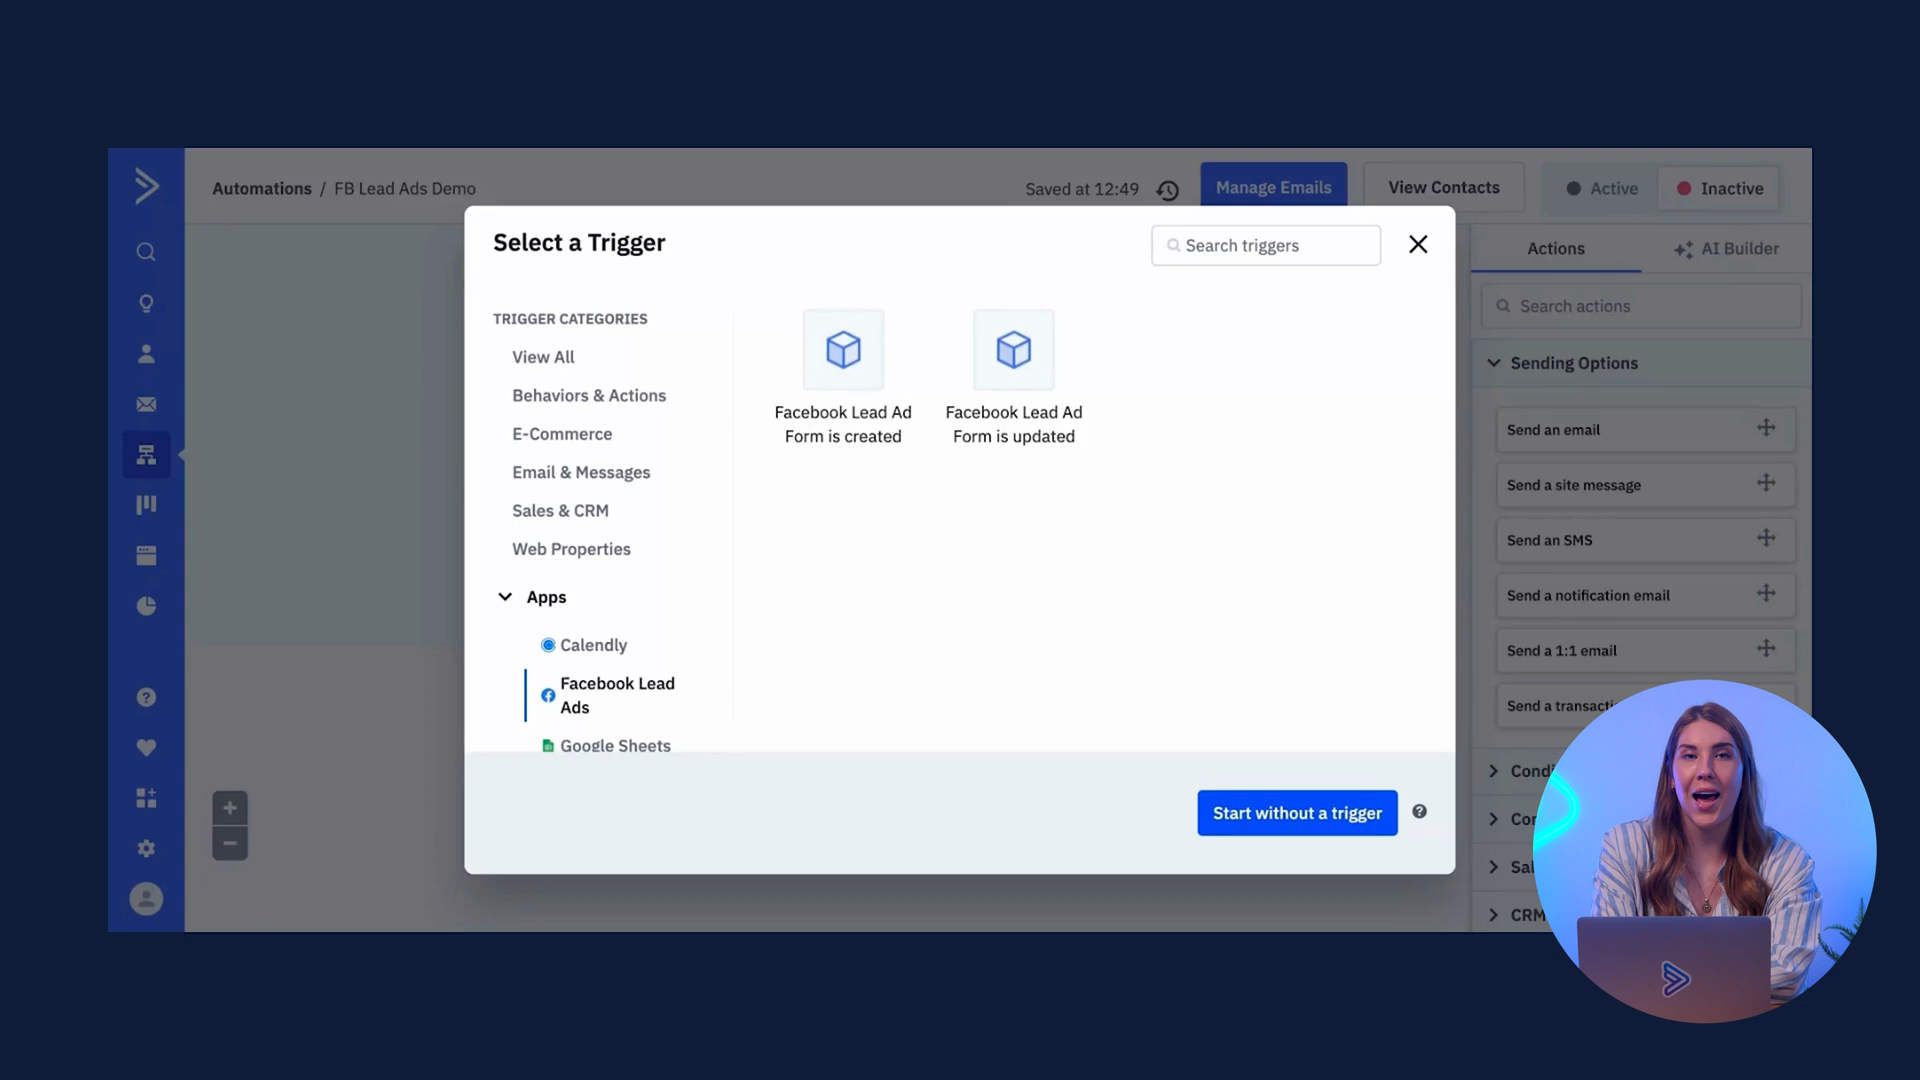 Automations / FB Lead Ads Demo
Saved at 12:49
Manage Emails
View Contacts
Active
Inactive
Select a Trigger
Search triggers
TRIGGER CATEGORIES
View All
Behaviors & Actions
E-Commerce
Email & Messages
Sales & CRM
Web Properties
Apps
Calendly
Facebook Lead
Ads
Google Sheets
Facebook Lead Ad
Form is created
Facebook Lead Ad
Form is updated
Start without a trigger
Actions
AI Builder
Search actions
Sending Options
Send an email
Send a site message
Send an SMS
Send a notification email
Send a 1:1 email
Send a
CRM